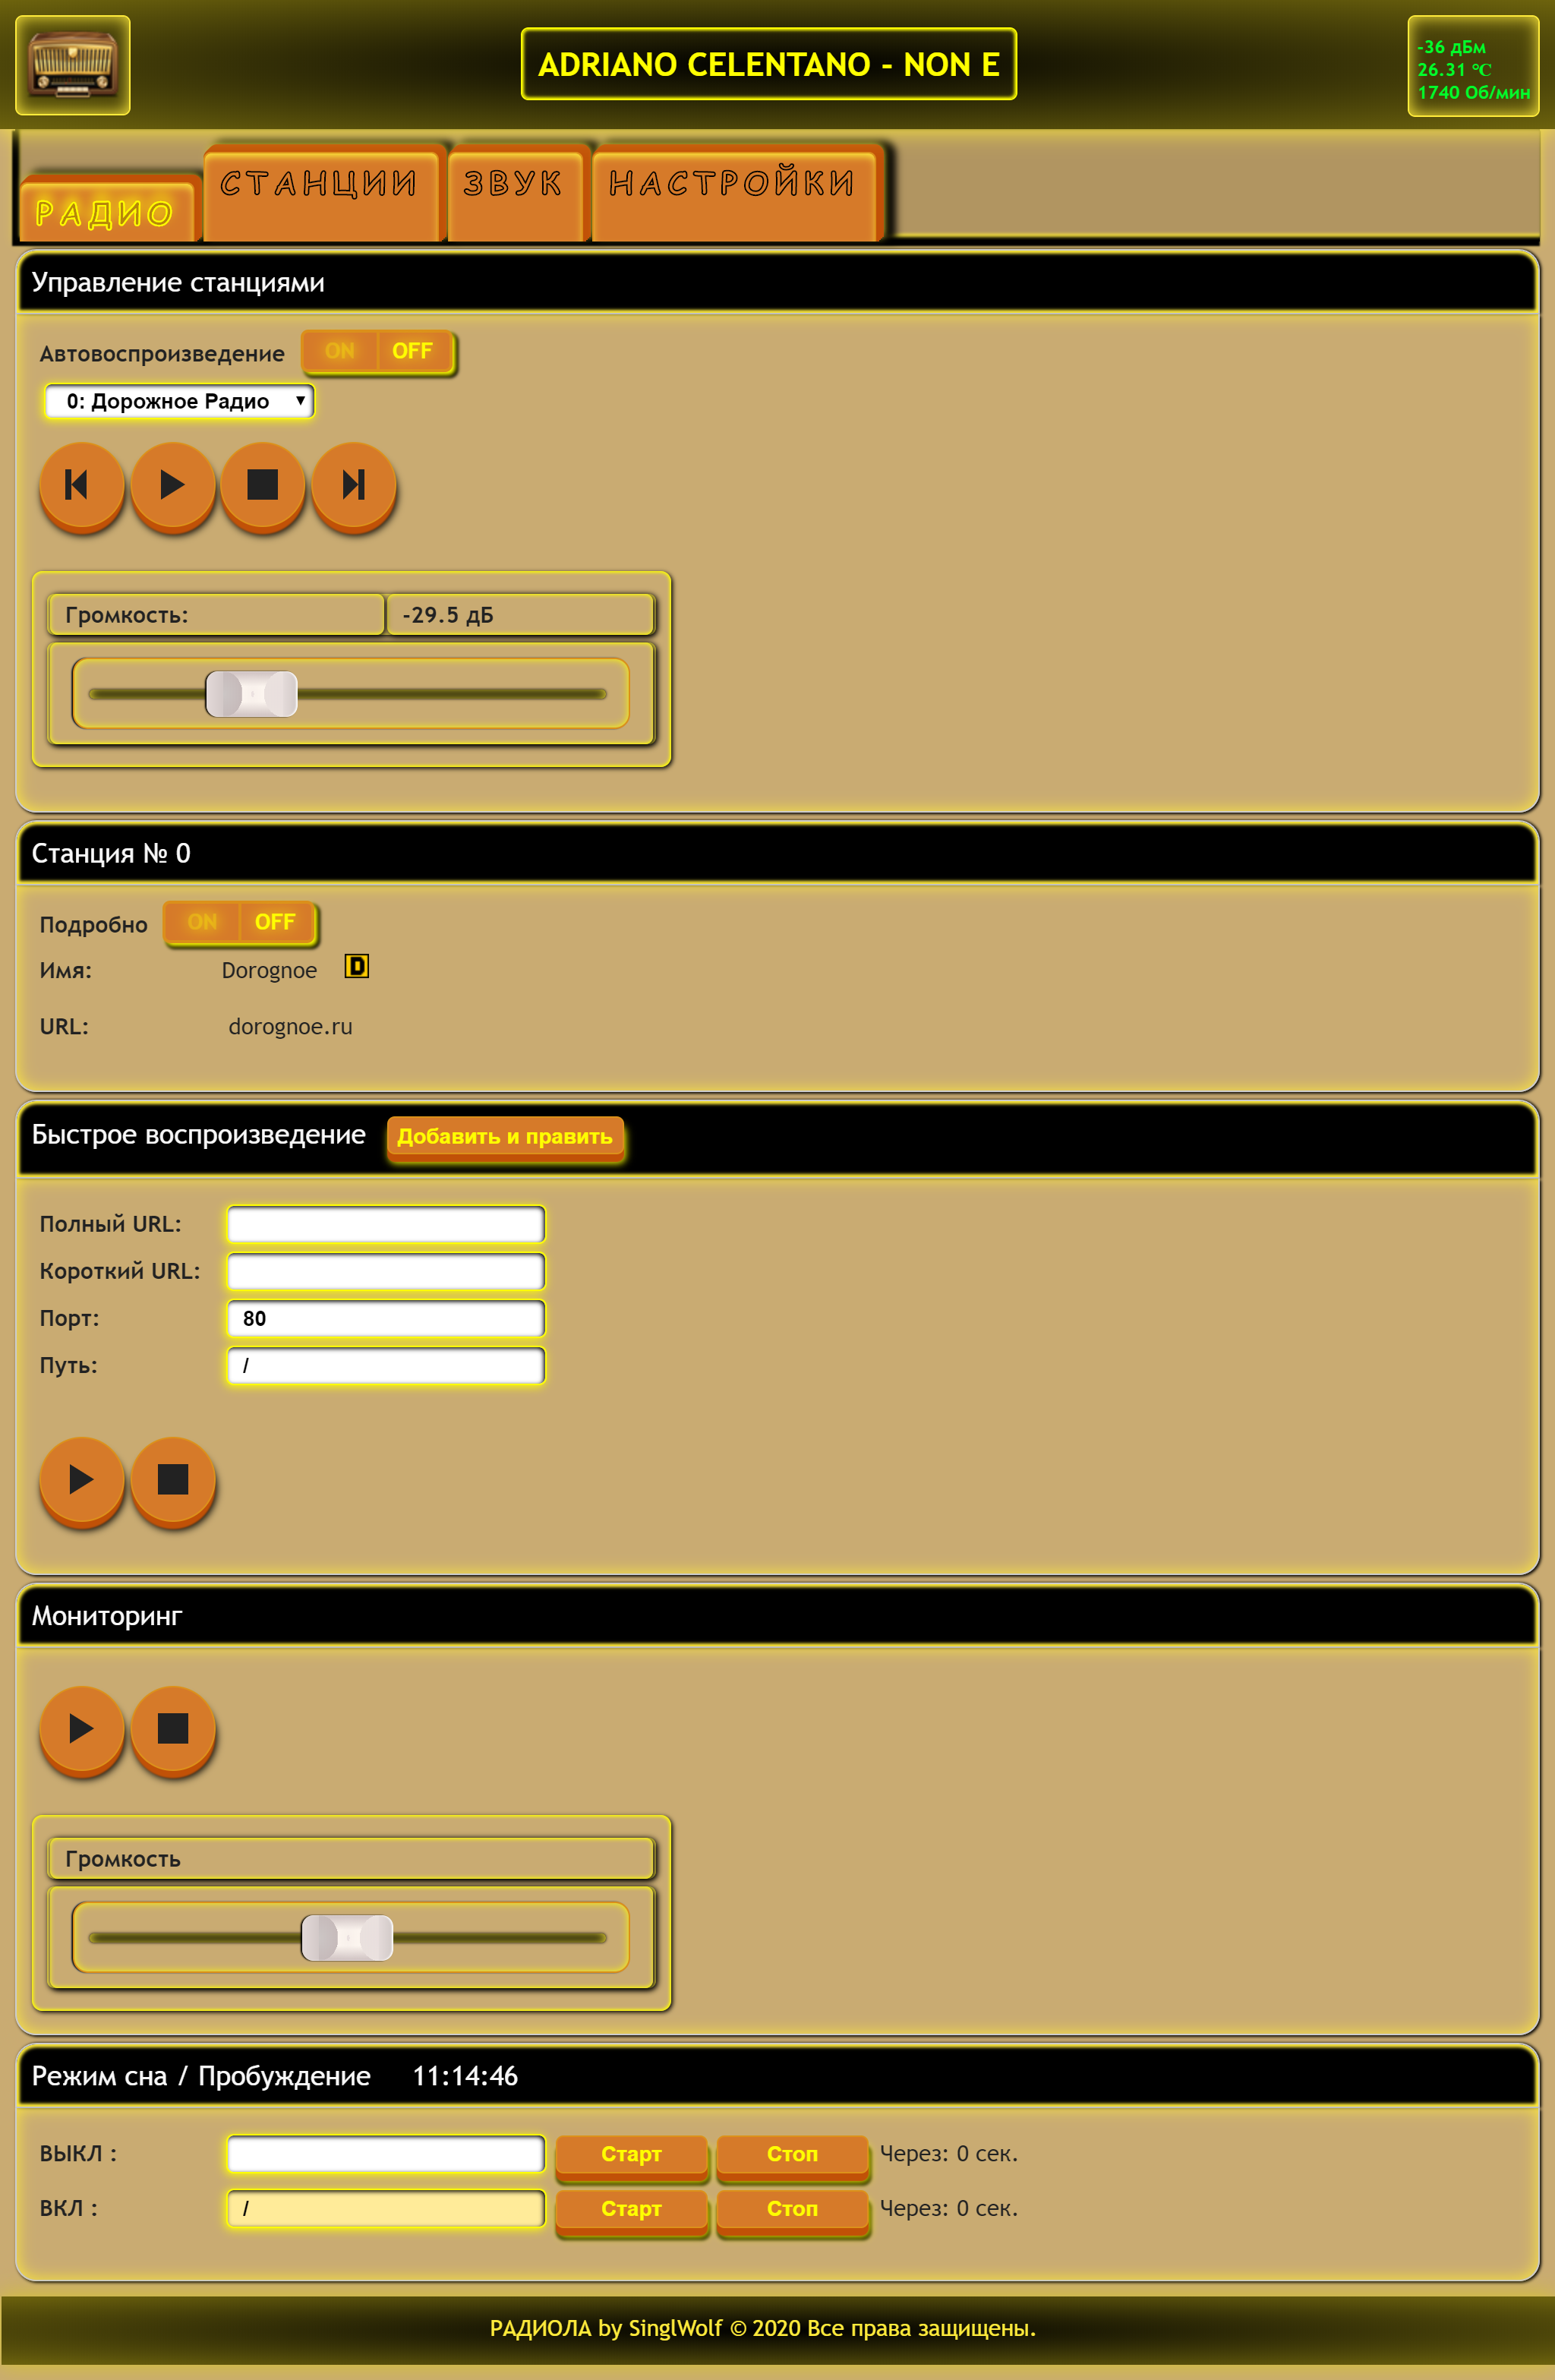 ADRIANO CELENTANO - NON E
-36 дБм
26.31 ℃
1740 Об/мин
РАДИО СТАНЦИИ ЗВУК НАСТРОЙКИ
Управление станциями
Автовоспроизведение ON OFF
0: Дорожное Радио
Громкость: -29.5 дБ
Станция № 0
Подробно ON OFF
Имя: Dorognoe D
URL: dorognoe.ru
Быстрое воспроизведение Добавить и править
Полный URL:
Короткий URL:
Порт: 80
Путь: /
Мониторинг
Громкость
Режим сна / Пробуждение 11:14:46
ВЫКЛ : Старт Стоп Через: 0 сек.
ВКЛ : / Старт Стоп Через: 0 сек.
РАДИОЛА by SinglWolf © 2020 Все права защищены.